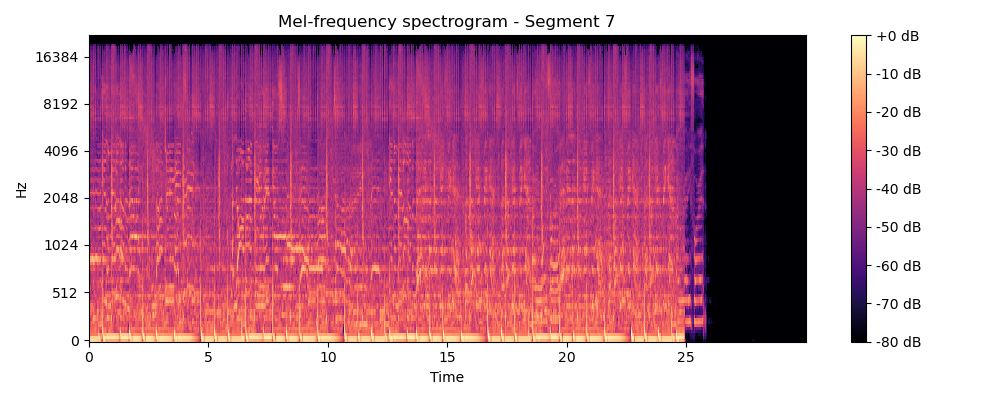 Mel-frequency spectrogram - Segment 7
Hz
16384
8192
4096
2048
1024
512
0
0 5 10 15 20 25
Time
+0 dB
-10 dB
-20 dB
-30 dB
-40 dB
-50 dB
-60 dB
-70 dB
-80 dB